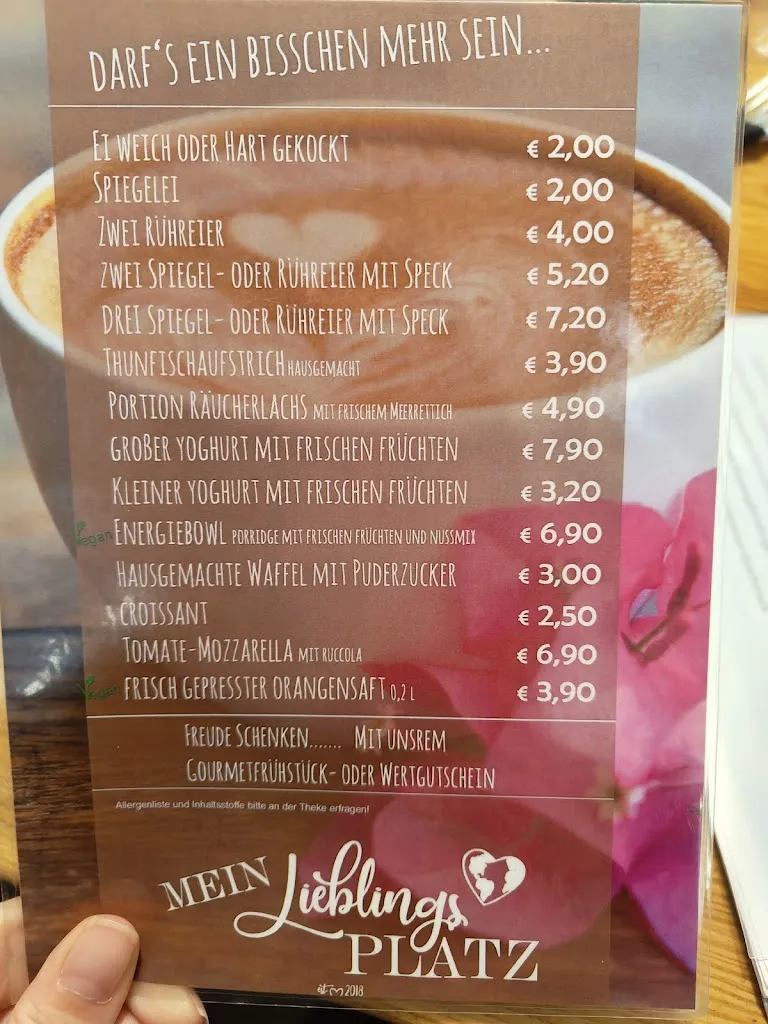 DARF'S EIN BISSCHEN MEHR SEIN...
EI WEICH ODER HART GEKOCKT € 2,00
SPIEGELEI € 2,00
ZWEI RÜHREIER € 4,00
ZWEI SPIEGEL- ODER RÜHREIER MIT SPECK € 5,20
DREI SPIEGEL- ODER RÜHREIER MIT SPECK € 7,20
THUNFISCHAUFSTRICH HAUSGEMACHT € 3,90
PORTION RÄUCHERLACHS MIT FRISCHEM MEERRETTICH € 4,90
GROßER YOGHURT MIT FRISCHEN FRÜCHTEN € 7,90
KLEINER YOGHURT MIT FRISCHEN FRÜCHTEN € 3,20
vegan ENERGIEBOWL PORRIDGE MIT FRISCHEN FRÜCHTEN UND NUSSMIX € 6,90
HAUSGEMACHTE WAFFEL MIT PUDERZUCKER € 3,00
CROISSANT € 2,50
TOMATE-MOZZARELLA MIT RUCCOLA € 6,90
vegan FRISCH GEPRESSTER ORANGENSAFT 0,2 L € 3,90
FREUDE SCHENKEN....... MIT UNSREM
GOURMETFRÜHSTÜCK- ODER WERTGUTSCHEIN
Allergenliste und Inhaltsstoffe bitte an der Theke erfragen!
MEIN
Lieblings
PLATZ
est 2018